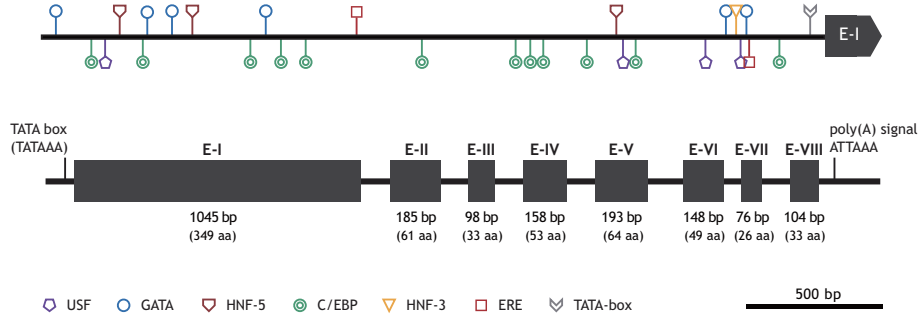 E-I
TATA box
(TATAAA)
poly(A) signal
ATTAAA
E-I E-II E-III E-IV E-V E-VI E-VII E-VIII
1045 bp 185 bp 98 bp 158 bp 193 bp 148 bp 76 bp 104 bp
(349 aa) (61 aa) (33 aa) (53 aa) (64 aa) (49 aa) (26 aa) (33 aa)
500 bp
USF GATA HNF-5 C/EBP HNF-3 ERE TATA-box